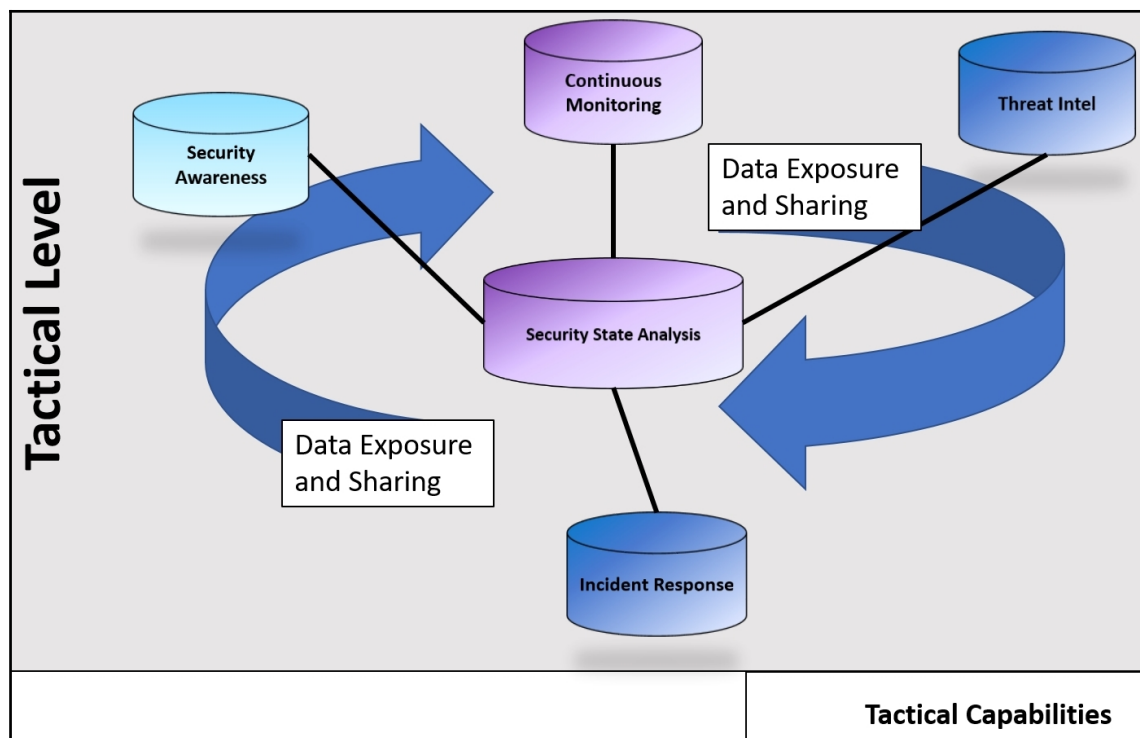 Tactical Level
Continuous
Monitoring
Threat Intel
Security
Awareness
Data Exposure
and Sharing
Security State Analysis
Data Exposure
and Sharing
Incident Response
Tactical Capabilities